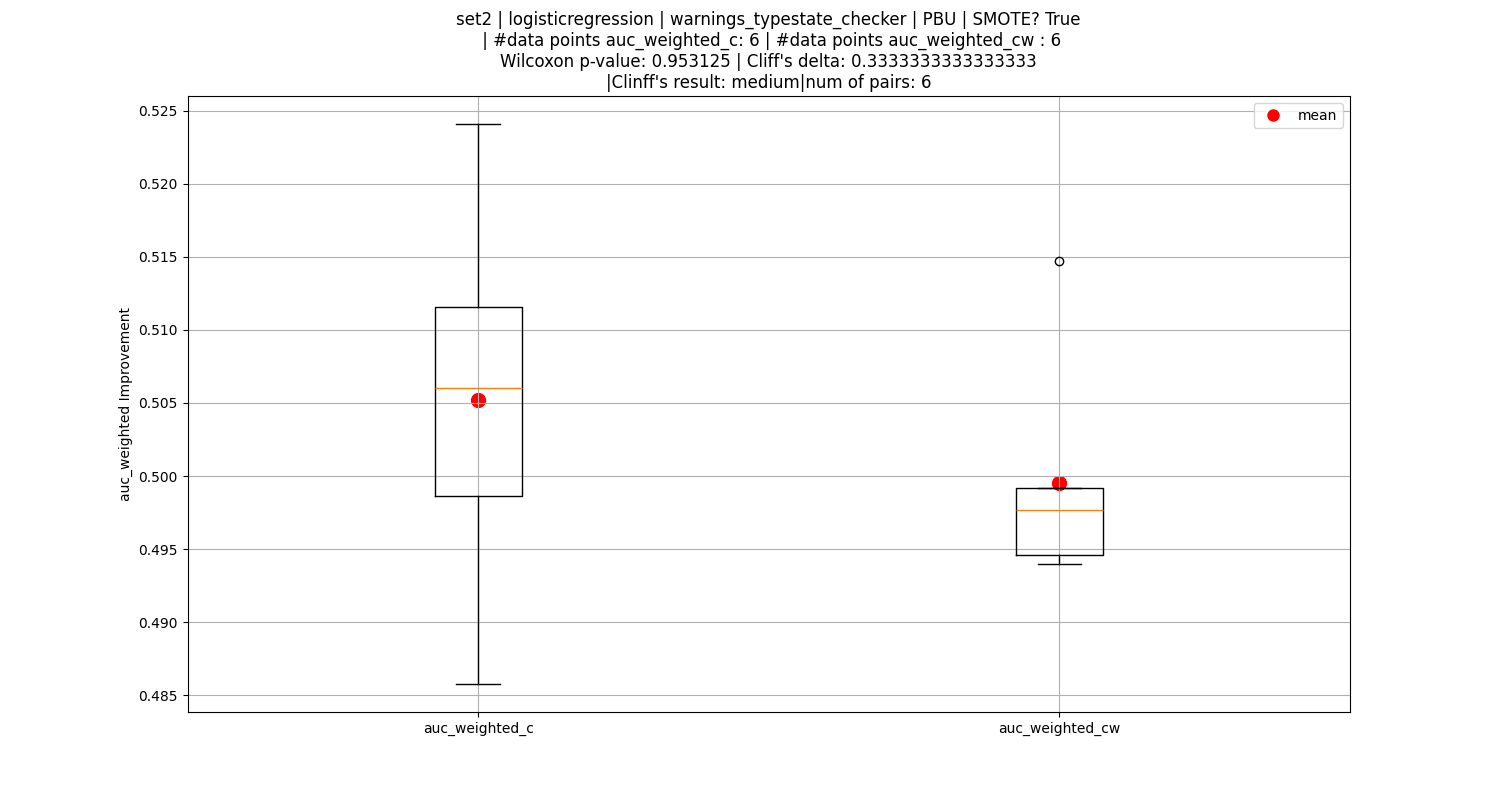 set2 | logisticregression | warnings_typestate_checker | PBU | SMOTE? True
| #data points auc_weighted_c: 6 | #data points auc_weighted_cw : 6
Wilcoxon p-value: 0.953125 | Cliff's delta: 0.3333333333333333
|Clinff's result: medium|num of pairs: 6
mean
0.525
0.520
0.515
0.510
0.505
0.500
0.495
0.490
0.485
auc_weighted Improvement
auc_weighted_c
auc_weighted_cw